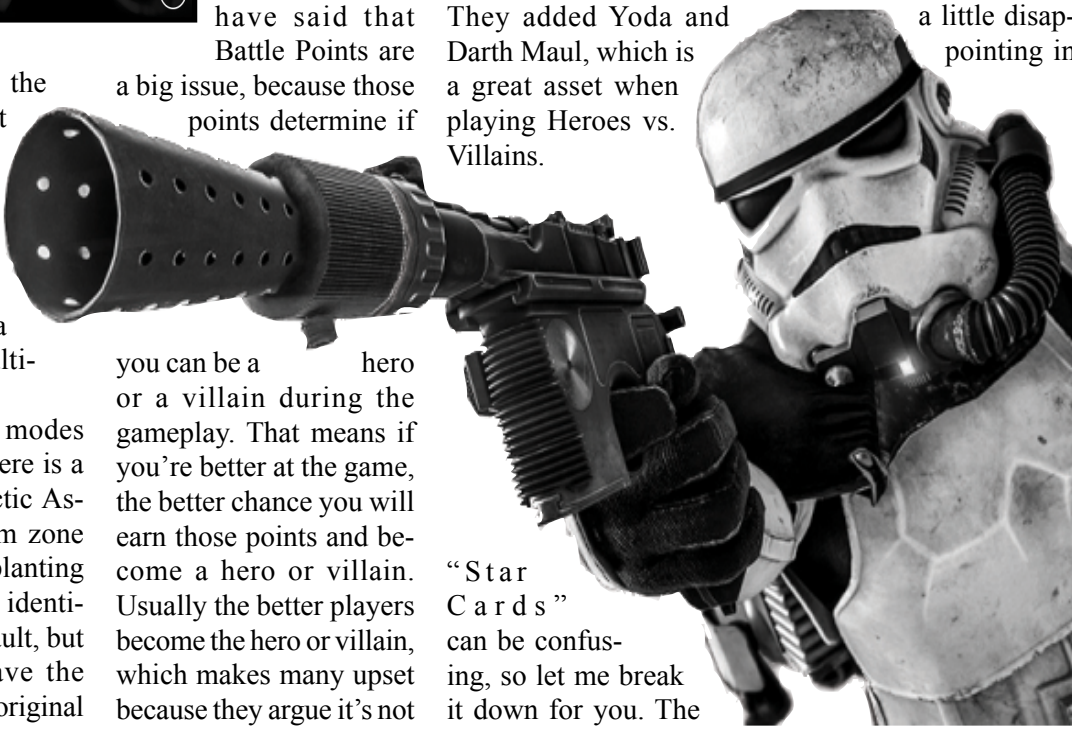 the
t
a
lti-
modes
ere is a
ctic As-
m zone
planting
identi-
ault, but
ave the
original
have said that
Battle Points are
a big issue, because those
points determine if
you can be a hero
or a villain during the
gameplay. That means if
you're better at the game,
the better chance you will
earn those points and be-
come a hero or villain.
Usually the better players
become the hero or villain,
which makes many upset
because they argue it's not
They added Yoda and
Darth Maul, which is
a great asset when
playing Heroes vs.
Villains.
“Star
Cards”
can be confus-
ing, so let me break
it down for you. The
a little disap-
pointing in